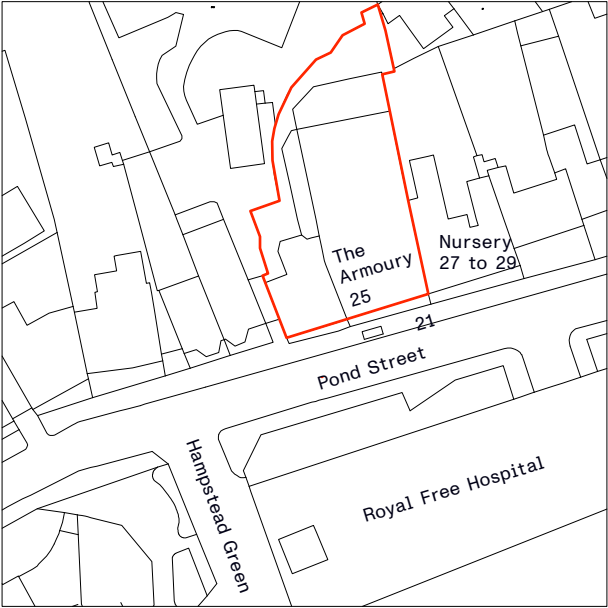 The
Armoury
25
Nursery
27 to 29
21
Pond Street
Hampstead Green
Royal Free Hospital